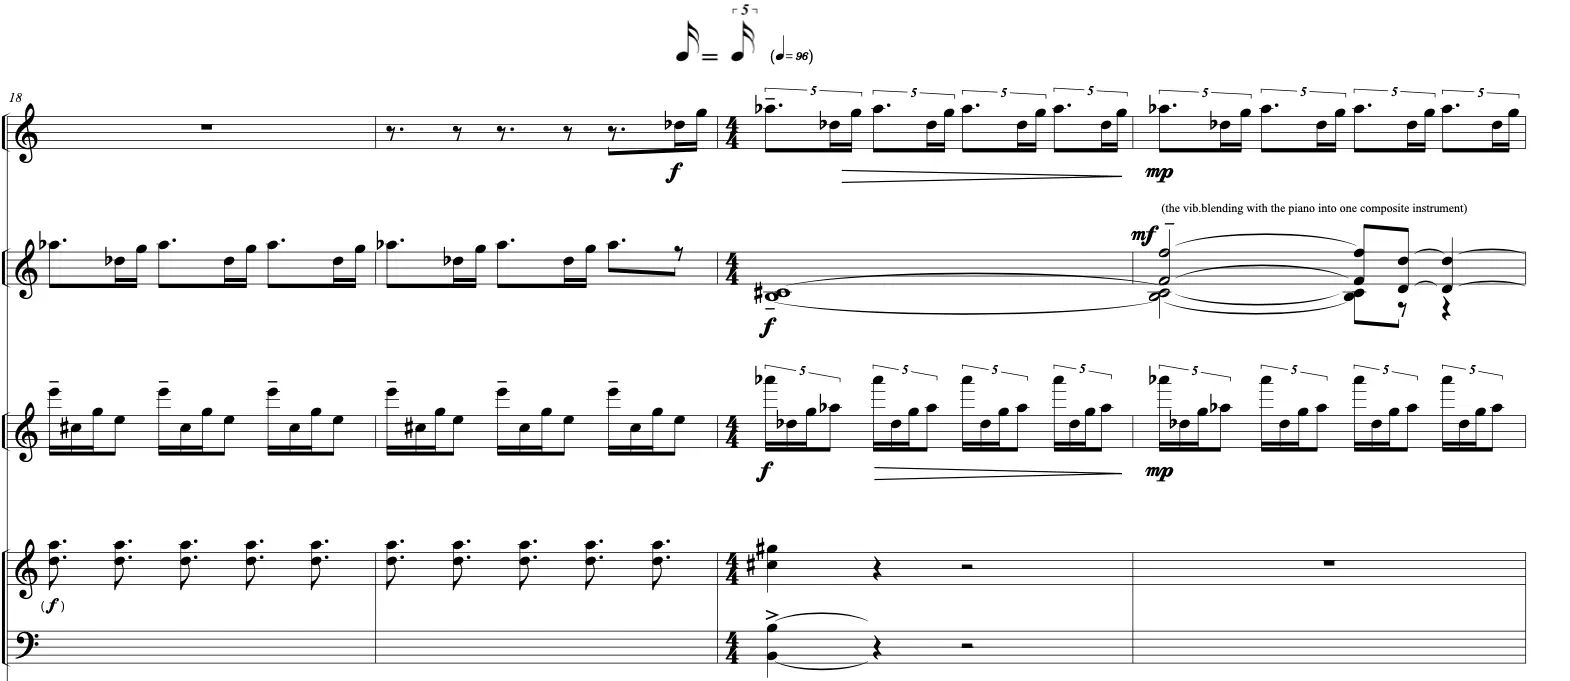 5
= (♩= 96)
18
5 5 5 5 5 5 5 5
f mp
(the vib.blending with the piano into one composite instrument)
mf
4 4
f
5 5 5 5 5 5 5 5
f mp
(f)